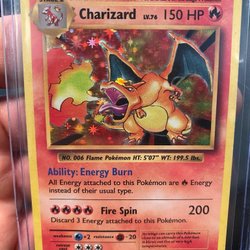 Charizard LV.76 150 HP
NO. 006 Flame Pokémon HT: 5'07" WT: 199.5 lbs.
Ability: Energy Burn
All Energy attached to this Pokémon are Energy
instead of their usual type.
Fire Spin 200
Discard 3 Energy attached to this Pokémon.
weakness ×2 resistance -20